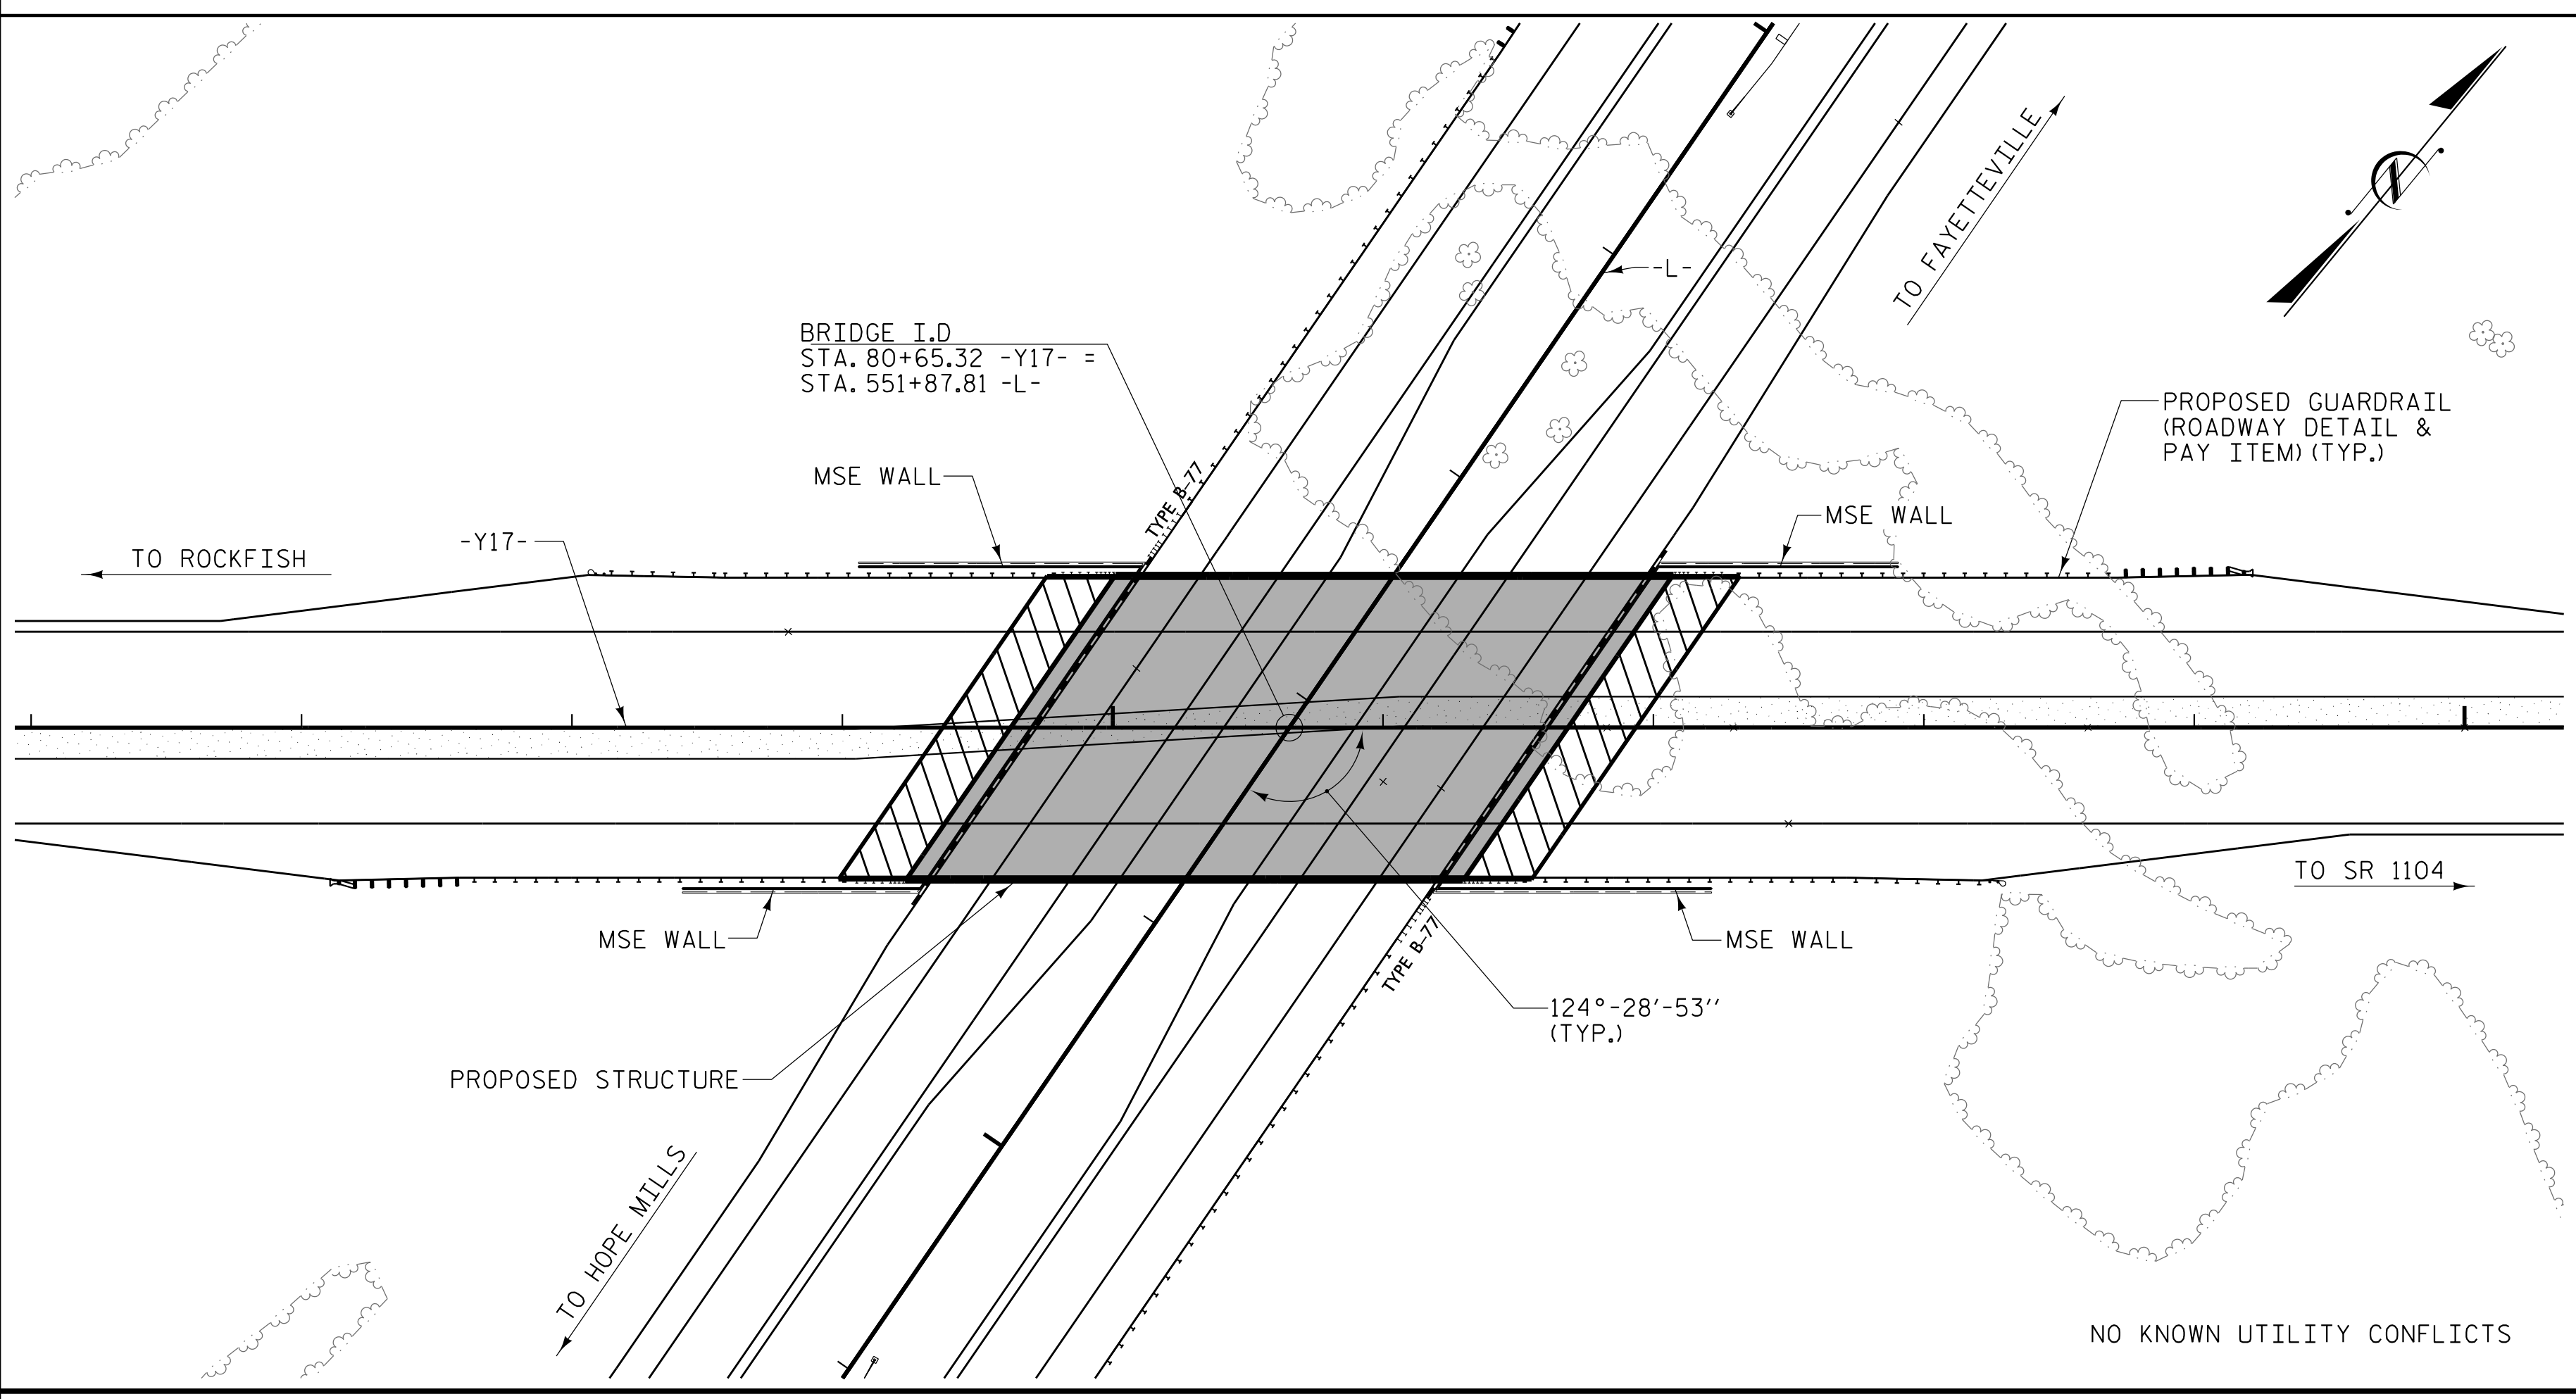 TO FAYETTEVILLE
N
-L-
BRIDGE I.D
STA. 80+65.32 -Y17- =
STA. 551+87.81 -L-
PROPOSED GUARDRAIL
(ROADWAY DETAIL &
PAY ITEM) (TYP.)
MSE WALL
TYPE B-77
MSE WALL
-Y17-
TO ROCKFISH
TO SR 1104
MSE WALL
MSE WALL
TYPE B-77
124°-28'-53''
(TYP.)
PROPOSED STRUCTURE
TO HOPE MILLS
NO KNOWN UTILITY CONFLICTS